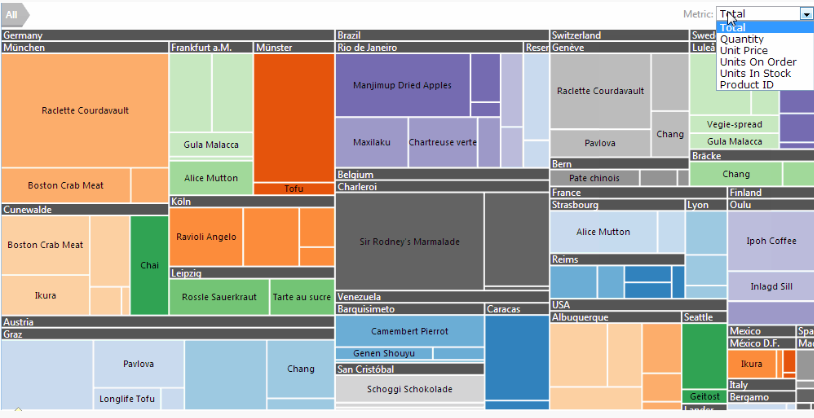 All
Metric: Total
Total
Quantity
Unit Price
Units On Order
Units In Stock
Product ID
Germany
München
Raclette Courdavault
Boston Crab Meat
Frankfurt a.M.
Gula Malacca
Alice Mutton
Münster
Tofu
Cunewalde
Boston Crab Meat
Ikura
Chai
Köln
Ravioli Angelo
Leipzig
Rossle Sauerkraut
Tarte au sucre
Austria
Graz
Pavlova
Longlife Tofu
Chang
Brazil
Rio de Janeiro
Manjimup Dried Apples
Maxilaku
Chartreuse verte
Reser
Belgium
Charleroi
Sir Rodney's Marmalade
Venezuela
Barquisimeto
Camembert Pierrot
Genen Shouyu
Caracas
San Cristóbal
Schoggi Schokolade
Switzerland
Genève
Raclette Courdavault
Pavlova
Chang
Bern
Pate chinois
Swed
Luleå
Vegie-spread
Gula Malacca
Bräcke
Chang
France
Strasbourg
Alice Mutton
Lyon
Reims
Finland
Oulu
Ipoh Coffee
Inlagd Sill
USA
Albuquerque
Seattle
Geitost
Lander
Mexico
México D.F.
Ikura
Italy
Bergamo
Spa
Mad